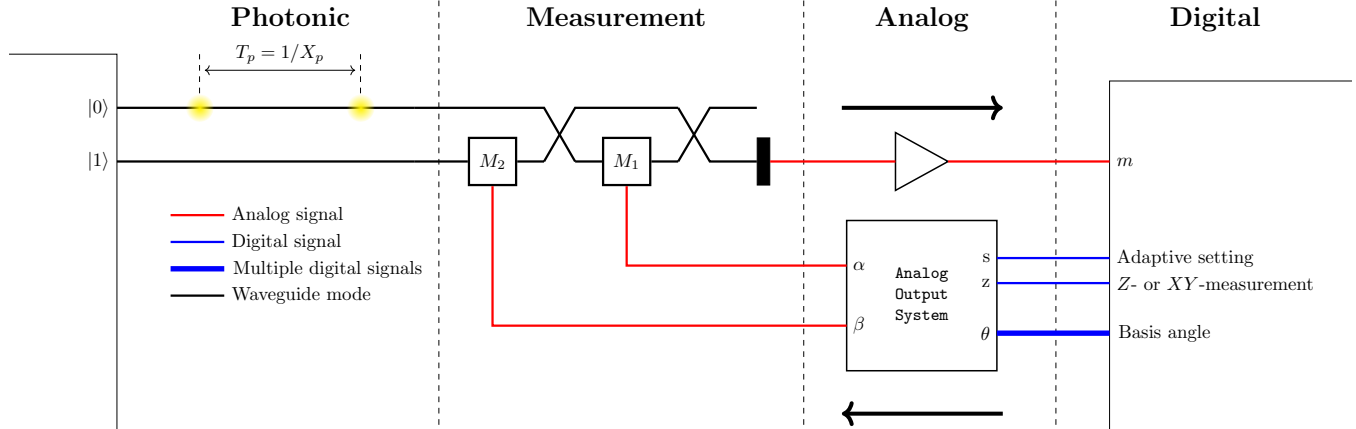 Photonic
Measurement
Analog
Digital
T_p = 1/X_p
|0⟩
|1⟩
M_2
M_1
m
Analog signal
Digital signal
Multiple digital signals
Waveguide mode
α
β
Analog
Output
System
s
z
θ
Adaptive setting
Z- or XY-measurement
Basis angle